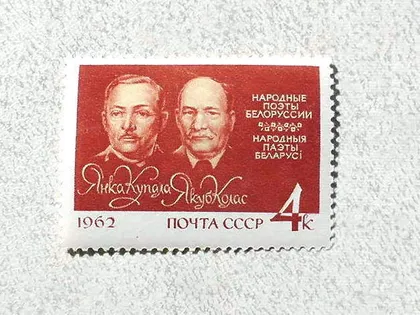 НАРОДНЫЕ
ПОЭТЫ
БЕЛОРУССИИ
НАРОДНЫЯ
ПАЭТЫ
БЕЛАРУСІ
Янка Купала Якуб Колас
1962 ПОЧТА СССР 4к